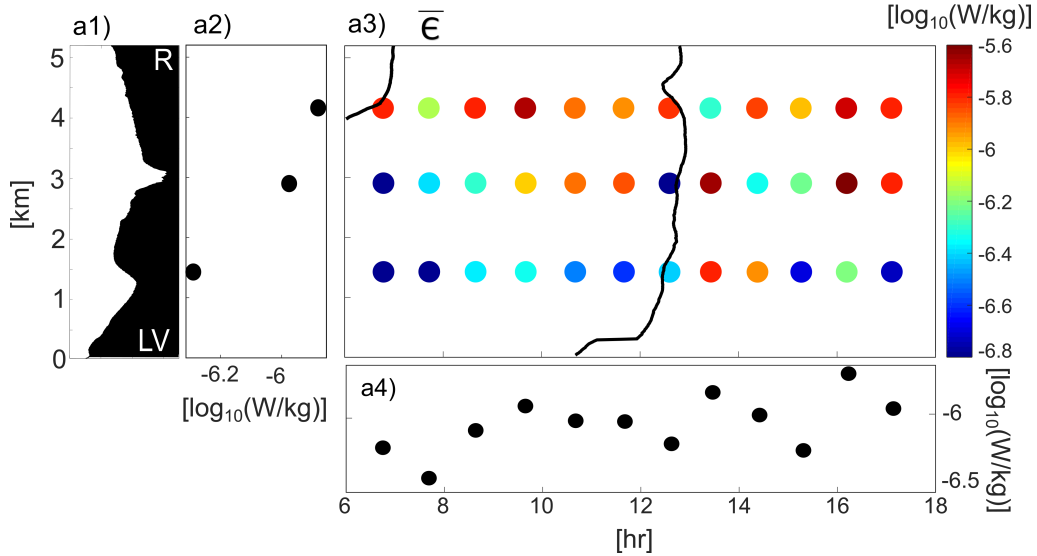 a1) a2) a3) ϵ̅ [log₁₀(W/kg)]
R
LV
5
4
3
2
1
0
[km]
-6.2 -6
[log₁₀(W/kg)]
-5.6
-5.8
-6
-6.2
-6.4
-6.6
-6.8
a4)
-6
-6.5
[log₁₀(W/kg)]
6 8 10 12 14 16 18
[hr]